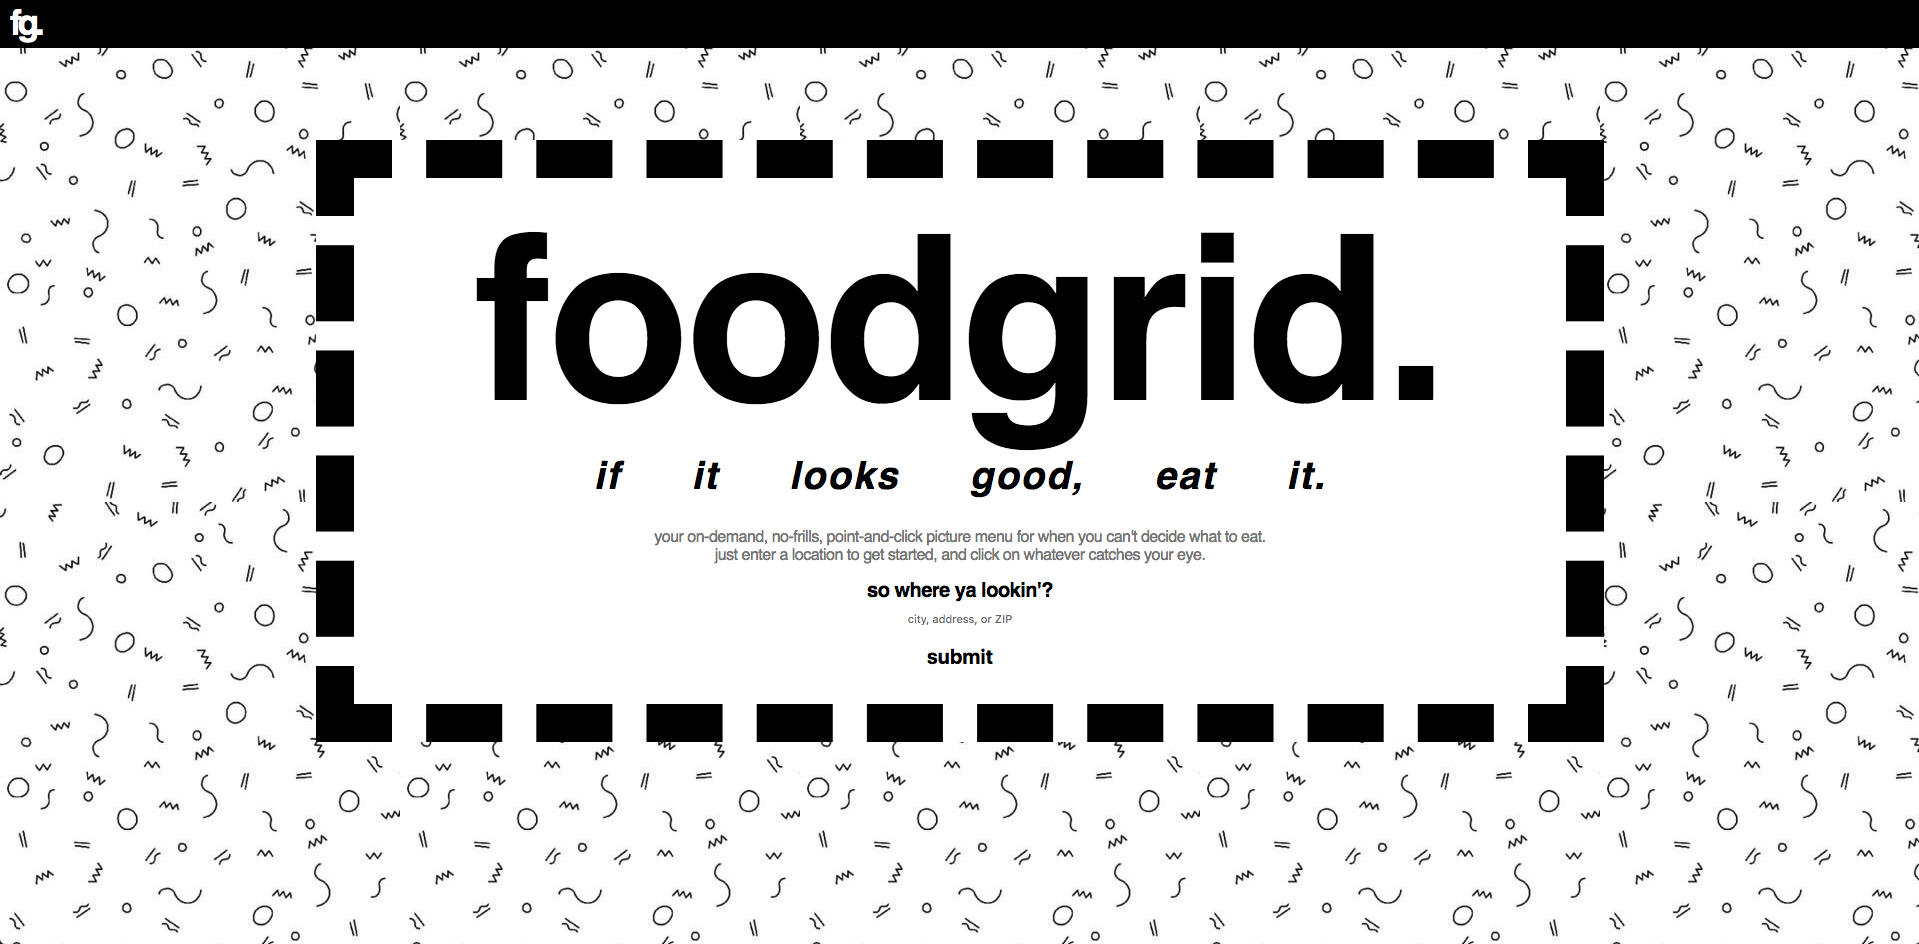 fg.
foodgrid.
if it looks good, eat it.
your on-demand, no-frills, point-and-click picture menu for when you can't decide what to eat.
just enter a location to get started, and click on whatever catches your eye.
so where ya lookin'?
city, address, or ZIP
submit